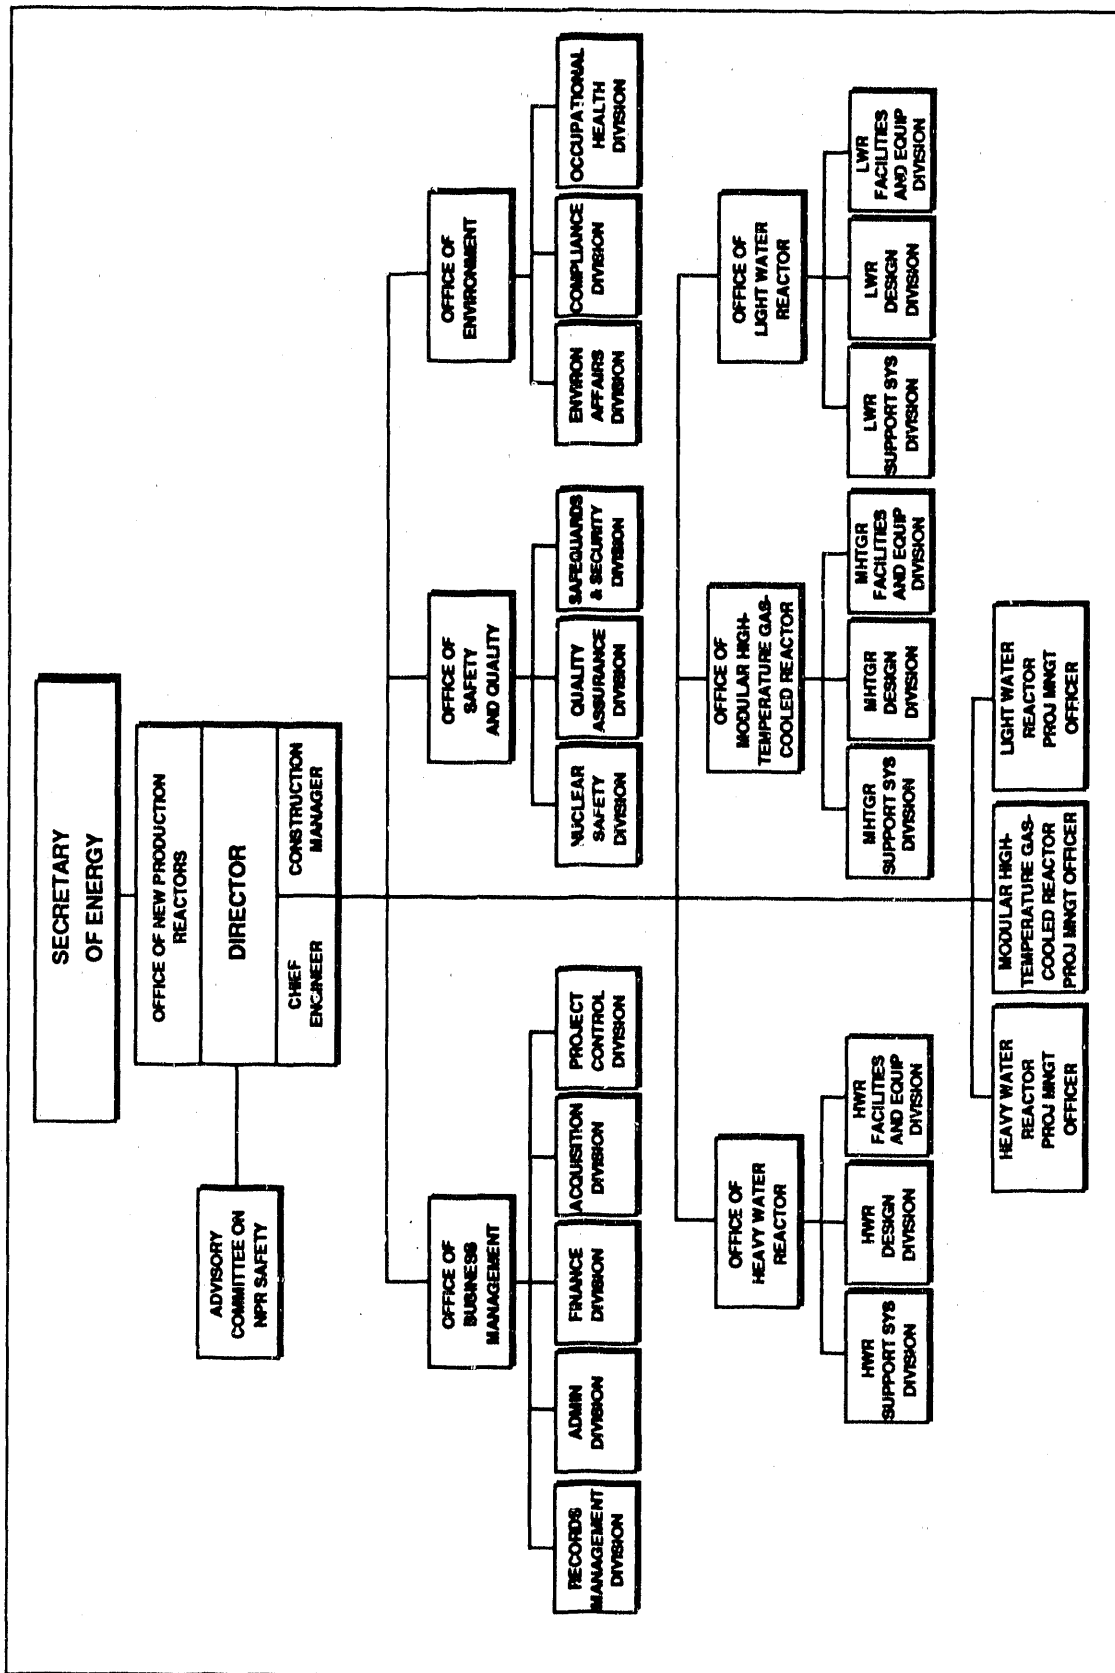 SECRETARY
OF ENERGY
OFFICE OF NEW PRODUCTION
REACTORS
DIRECTOR
CHIEF
ENGINEER
CONSTRUCTION
MANAGER
ADVISORY
COMMITTEE ON
NPR SAFETY
OFFICE OF
BUSINESS
MANAGEMENT
RECORDS
MANAGEMENT
DIVISION
ADMIN
DIVISION
FINANCE
DIVISION
ACQUISITION
DIVISION
PROJECT
CONTROL
DIVISION
OFFICE OF
SAFETY
AND QUALITY
NUCLEAR
SAFETY
DIVISION
QUALITY
ASSURANCE
DIVISION
SAFEQUARDS
& SECURITY
DIVISION
OFFICE OF
ENVIRONMENT
ENVIRON
AFFAIRS
DIVISION
COMPLIANCE
DIVISION
OCCUPATIONAL
HEALTH
DIVISION
OFFICE OF
HEAVY WATER
REACTOR
HWR
SUPPORT SYS
DIVISION
HWR
DESIGN
DIVISION
HWR
FACILITIES
AND EQUIP
DIVISION
OFFICE OF
MODULAR HIGH-
TEMPERATURE GAS-
COOLED REACTOR
MHTGR
SUPPORT SYS
DIVISION
MHTGR
DESIGN
DIVISION
MHTGR
FACILITIES
AND EQUIP
DIVISION
OFFICE OF
LIGHT WATER
REACTOR
LWR
SUPPORT SYS
DIVISION
LWR
DESIGN
DIVISION
LWR
FACILITIES
AND EQUIP
DIVISION
HEAVY WATER
REACTOR
PROJ MNGT
OFFICER
MODULAR HIGH-
TEMPERATURE GAS-
COOLED REACTOR
PROJ MNGT OFFICER
LIGHT WATER
REACTOR
PROJ MNGT
OFFICER